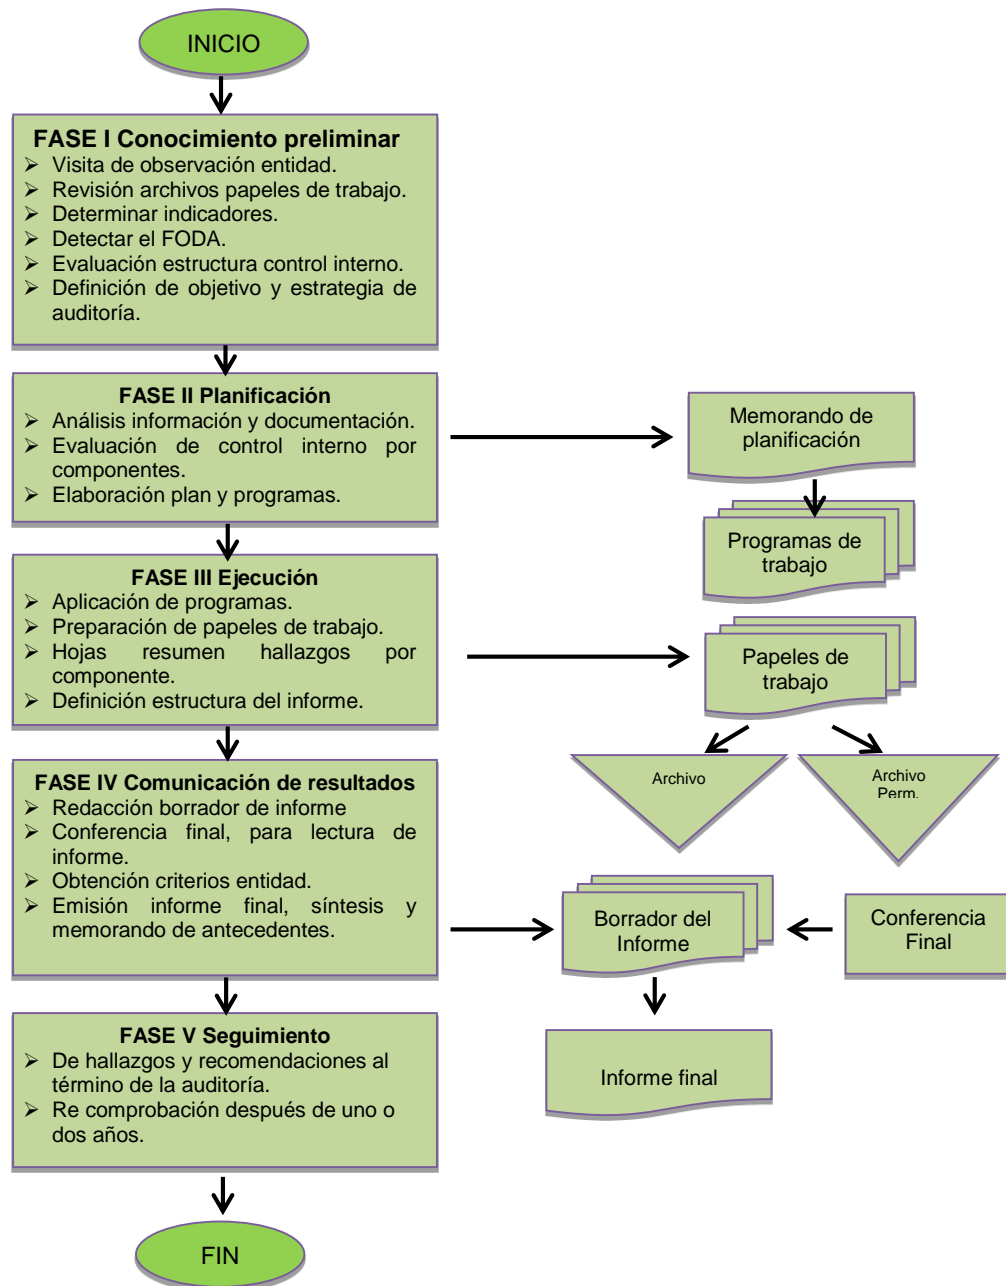 INICIO
FASE I Conocimiento preliminar
➢ Visita de observación entidad.
➢ Revisión archivos papeles de trabajo.
➢ Determinar indicadores.
➢ Detectar el FODA.
➢ Evaluación estructura control interno.
➢ Definición de objetivo y estrategia de
auditoría.
FASE II Planificación
➢ Análisis información y documentación.
➢ Evaluación de control interno por
componentes.
➢ Elaboración plan y programas.
Memorando de
planificación
Programas de
trabajo
FASE III Ejecución
➢ Aplicación de programas.
➢ Preparación de papeles de trabajo.
➢ Hojas resumen hallazgos por
componente.
➢ Definición estructura del informe.
Papeles de
trabajo
Archivo
Archivo
Perm.
FASE IV Comunicación de resultados
➢ Redacción borrador de informe
➢ Conferencia final, para lectura de
informe.
➢ Obtención criterios entidad.
➢ Emisión informe final, síntesis y
memorando de antecedentes.
Borrador del
Informe
Conferencia
Final
FASE V Seguimiento
➢ De hallazgos y recomendaciones al
término de la auditoría.
➢ Re comprobación después de uno o
dos años.
Informe final
FIN